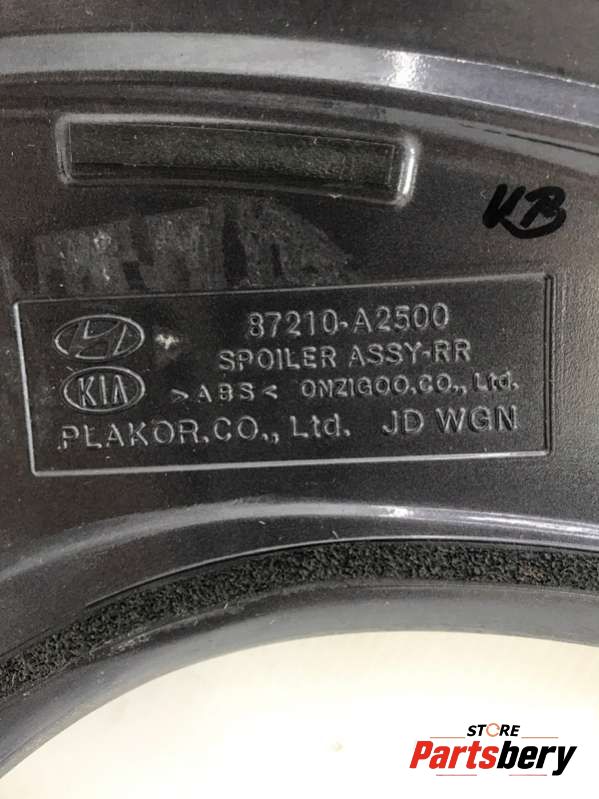 KB
87210-A2500
SPOILER ASSY-RR
KIA >ABS< ONZIGOO.CO., Ltd.
PLAKOR.CO., Ltd. JD WGN
STORE
Partsbery